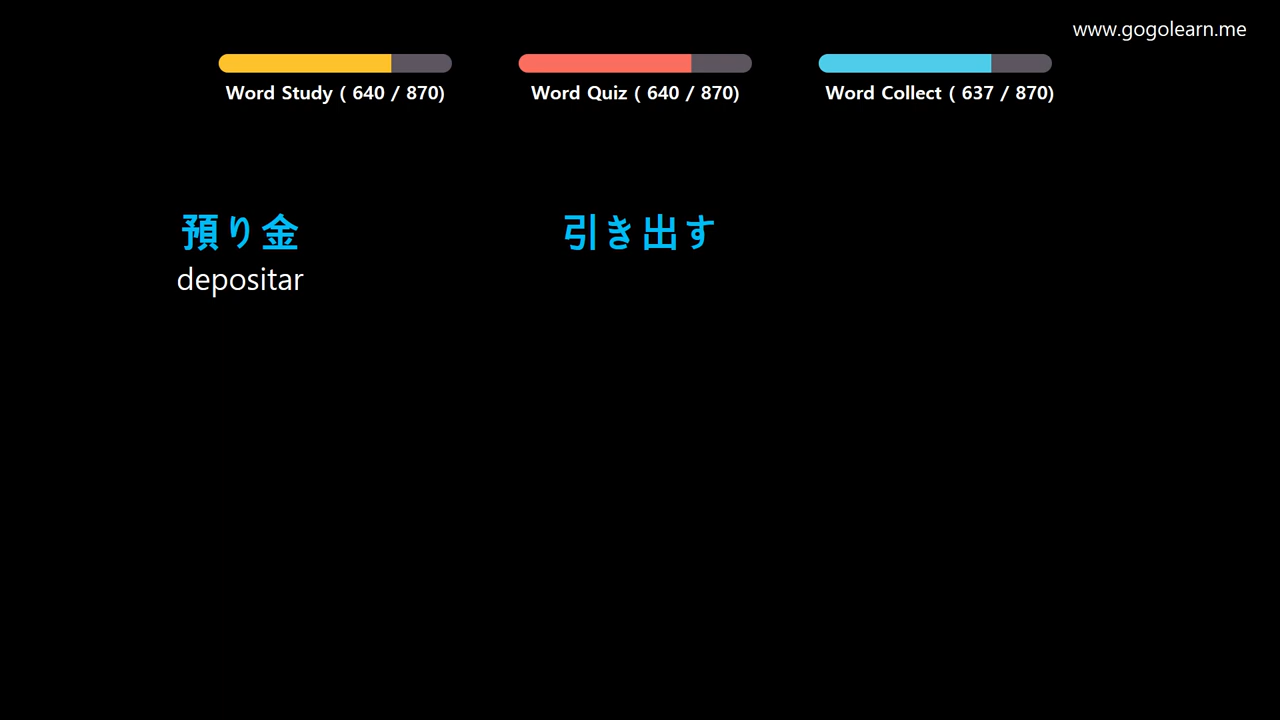 www.gogolearn.me
Word Study ( 640 / 870)
Word Quiz ( 640 / 870)
Word Collect ( 637 / 870)
預り金
depositar
引き出す